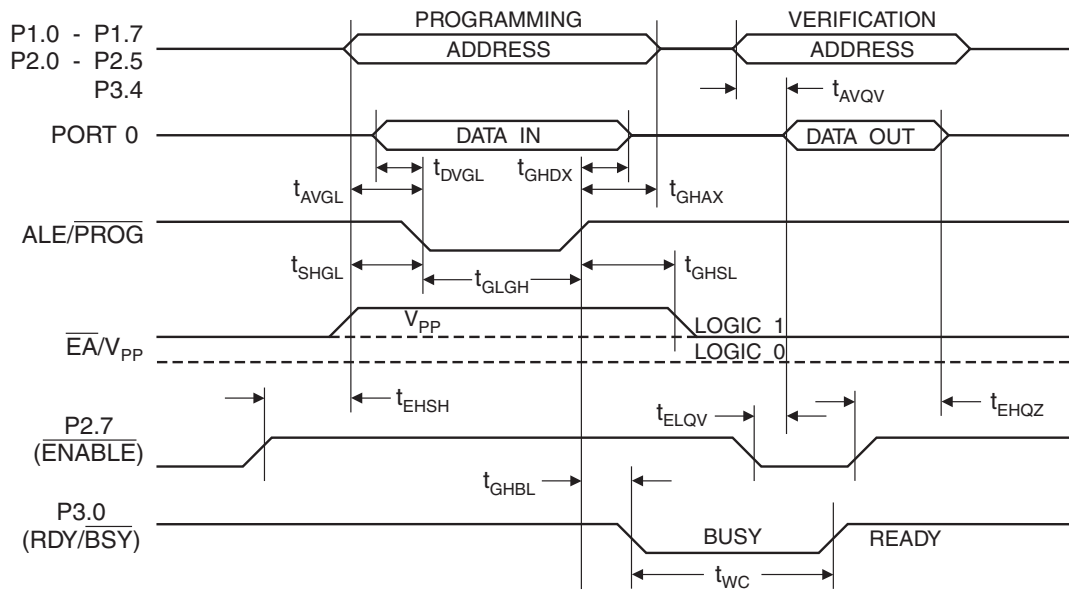 PROGRAMMING VERIFICATION
P1.0 - P1.7
P2.0 - P2.5
P3.4
ADDRESS ADDRESS
tAVQV
PORT 0 DATA IN DATA OUT
tDVGL tGHDX
tAVGL tGHAX
ALE/PROG
tSHGL tGLGH tGHSL
VPP LOGIC 1
EA/VPP LOGIC 0
tEHSH tELQV tEHQZ
P2.7
(ENABLE)
tGHBL
P3.0
(RDY/BSY) BUSY READY
tWC